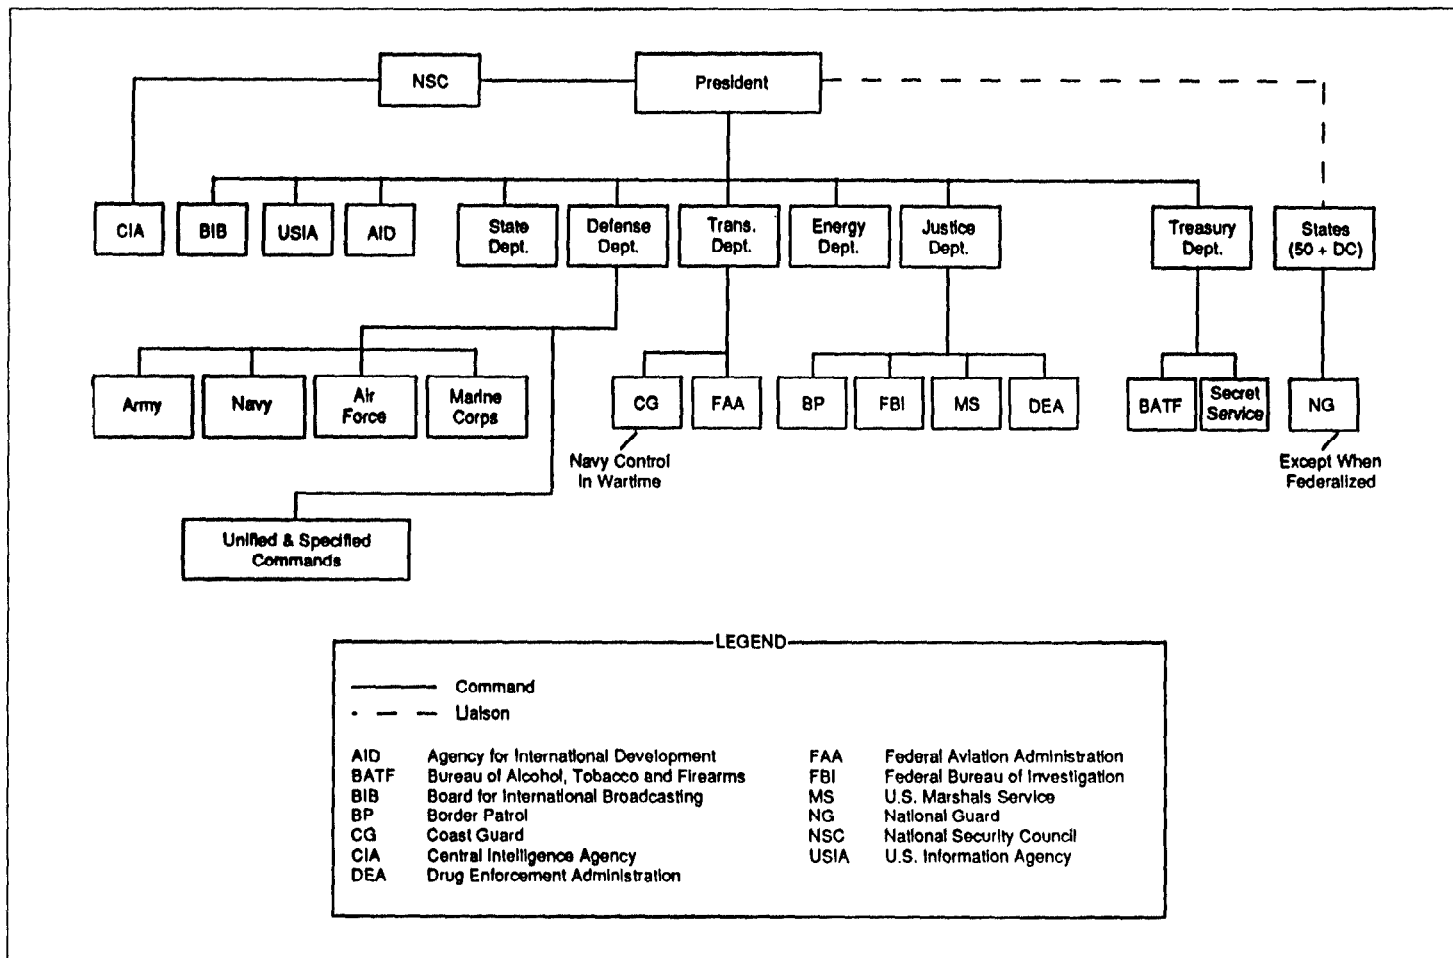 NSC
President
CIA
BIB
USIA
AID
State
Dept.
Defense
Dept.
Trans.
Dept.
Energy
Dept.
Justice
Dept.
Treasury
Dept.
States
(50 + DC)
Army
Navy
Air
Force
Marine
Corps
CG
FAA
BP
FBI
MS
DEA
BATF
Secret
Service
NG
Navy Control
In Wartime
Except When
Federalized
Unified & Specified
Commands
LEGEND
Command
Liaison
AID Agency for International Development
BATF Bureau of Alcohol, Tobacco and Firearms
BIB Board for International Broadcasting
BP Border Patrol
CG Coast Guard
CIA Central Intelligence Agency
DEA Drug Enforcement Administration
FAA Federal Aviation Administration
FBI Federal Bureau of Investigation
MS U.S. Marshals Service
NG National Guard
NSC National Security Council
USIA U.S. Information Agency